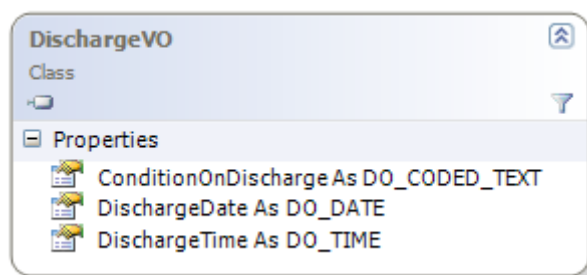 DischargeVO
Class
Properties
ConditionOnDischarge As DO_CODED_TEXT
DischargeDate As DO_DATE
DischargeTime As DO_TIME